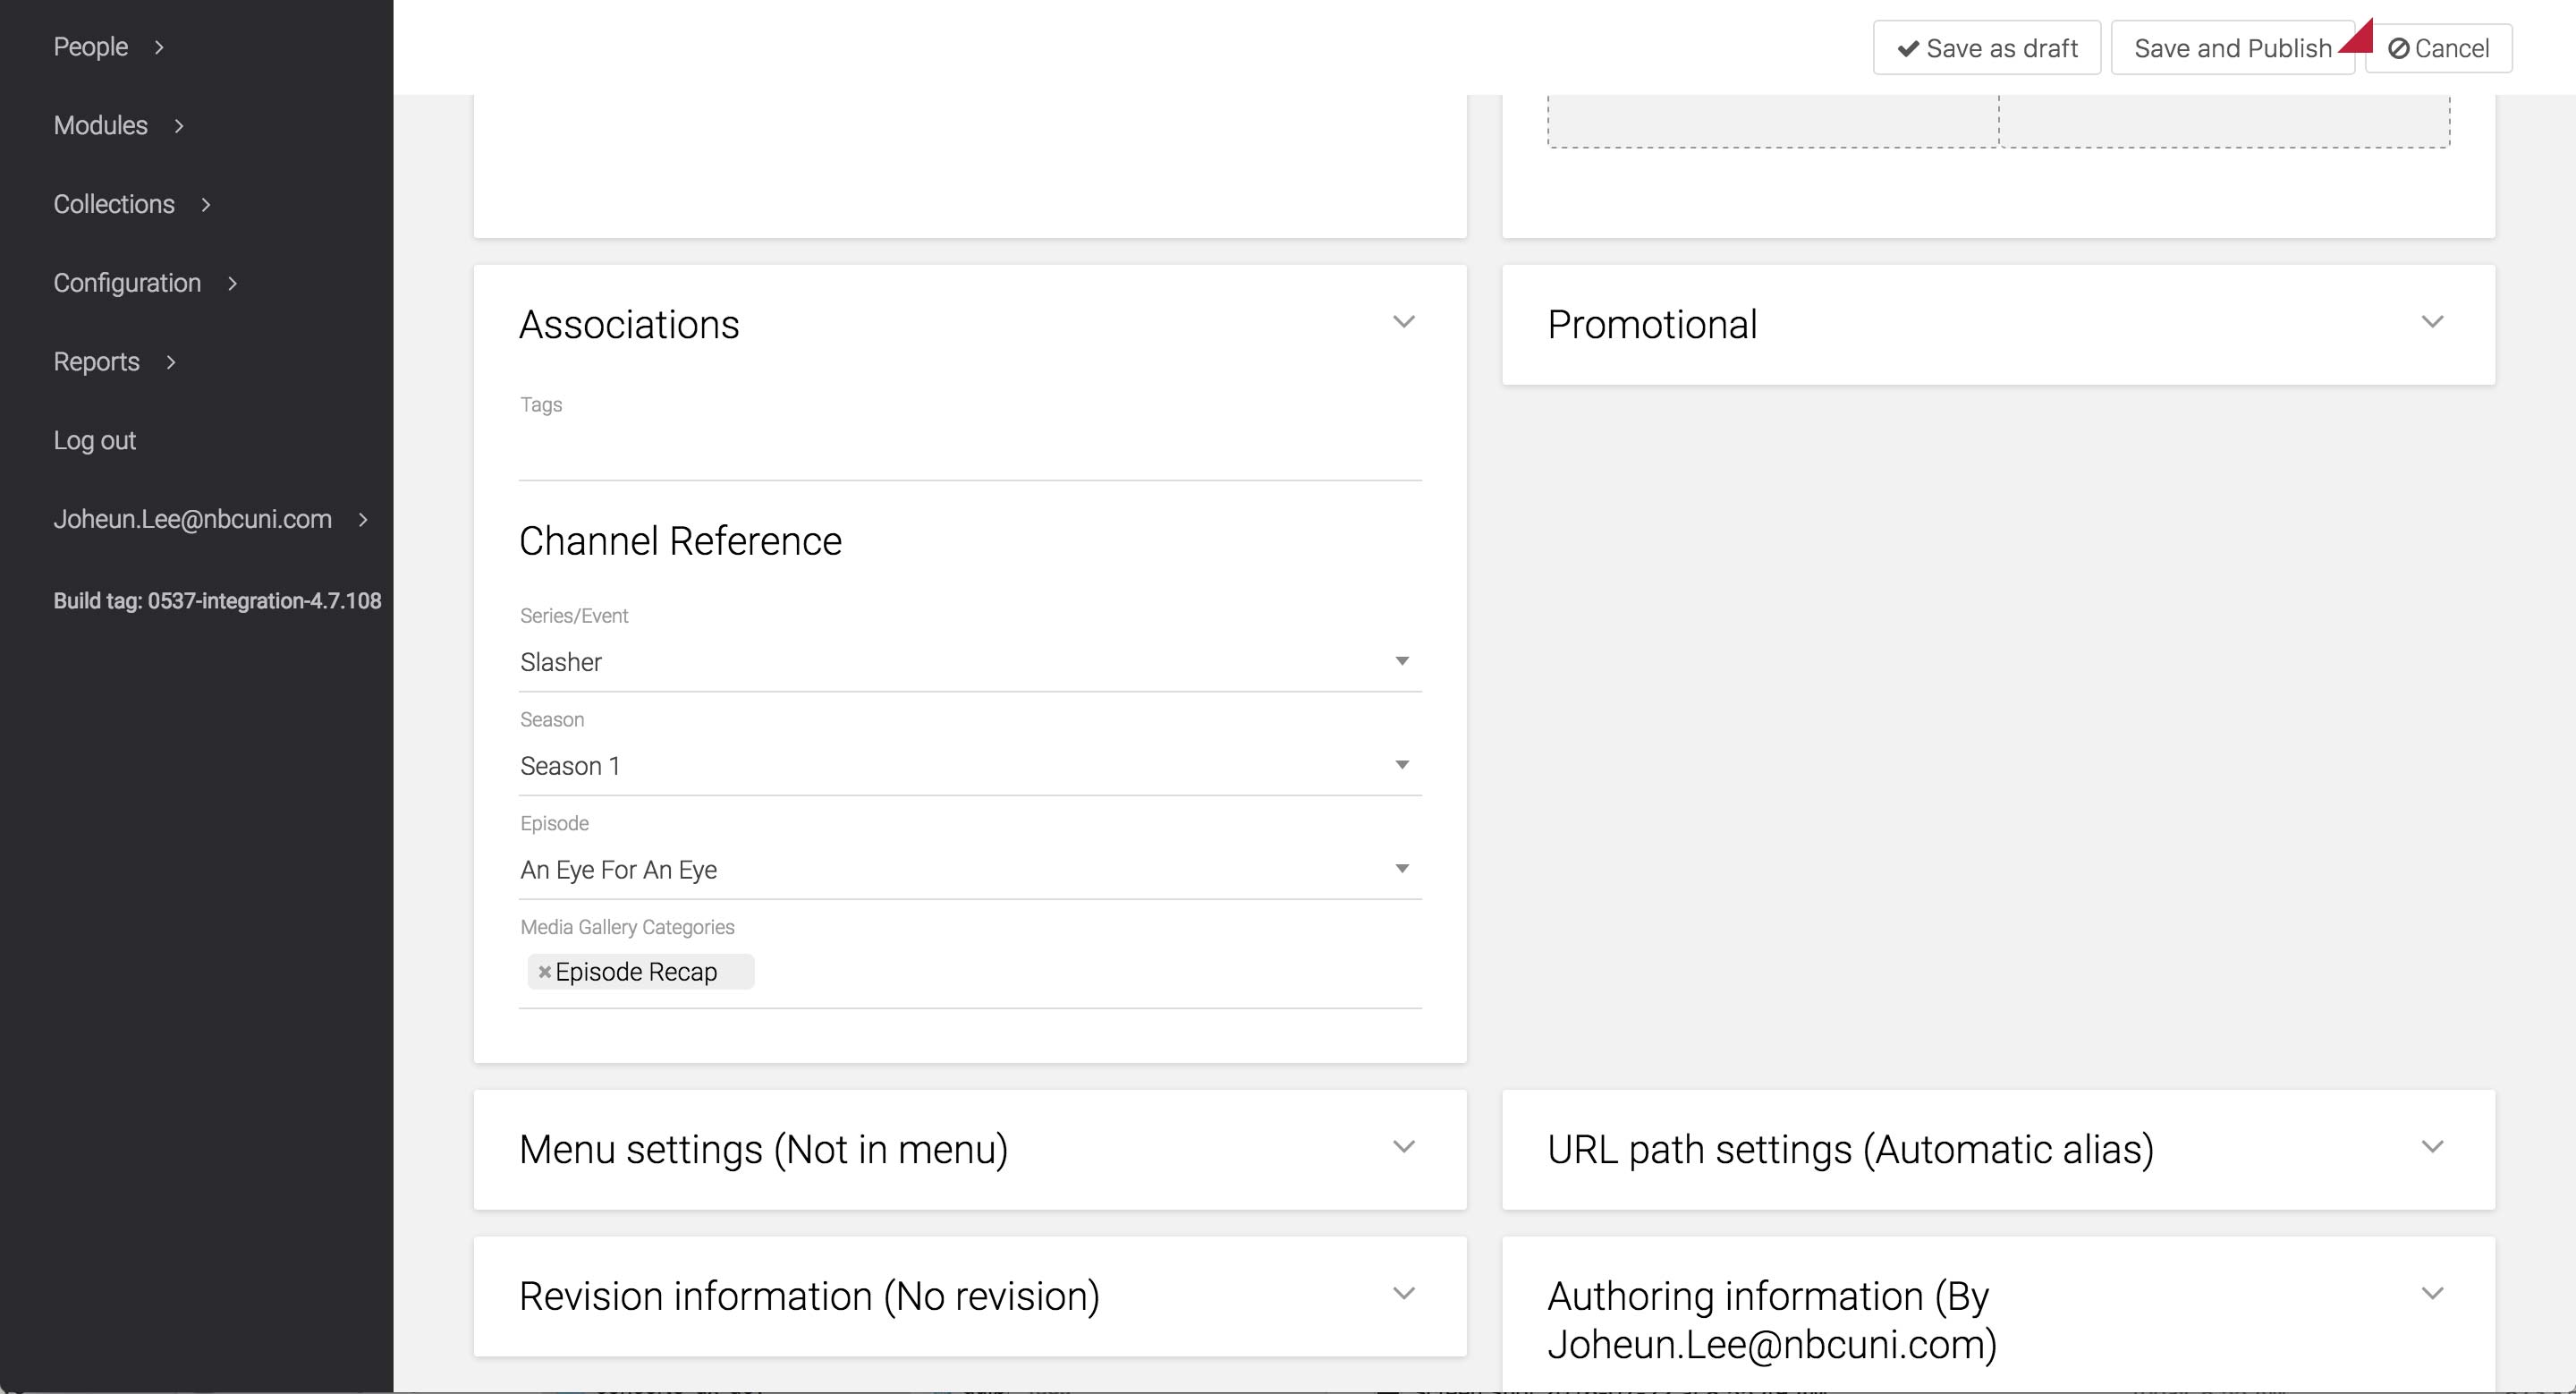 People
Modules
Collections
Configuration
Reports
Log out
Joheun.Lee@nbcuni.com
Build tag: 0537-integration-4.7.108
Save as draft
Save and Publish
Cancel
Associations
Tags
Channel Reference
Series/Event
Slasher
Season
Season 1
Episode
An Eye For An Eye
Media Gallery Categories
Episode Recap
Promotional
Menu settings (Not in menu)
URL path settings (Automatic alias)
Revision information (No revision)
Authoring information (By
Joheun.Lee@nbcuni.com)